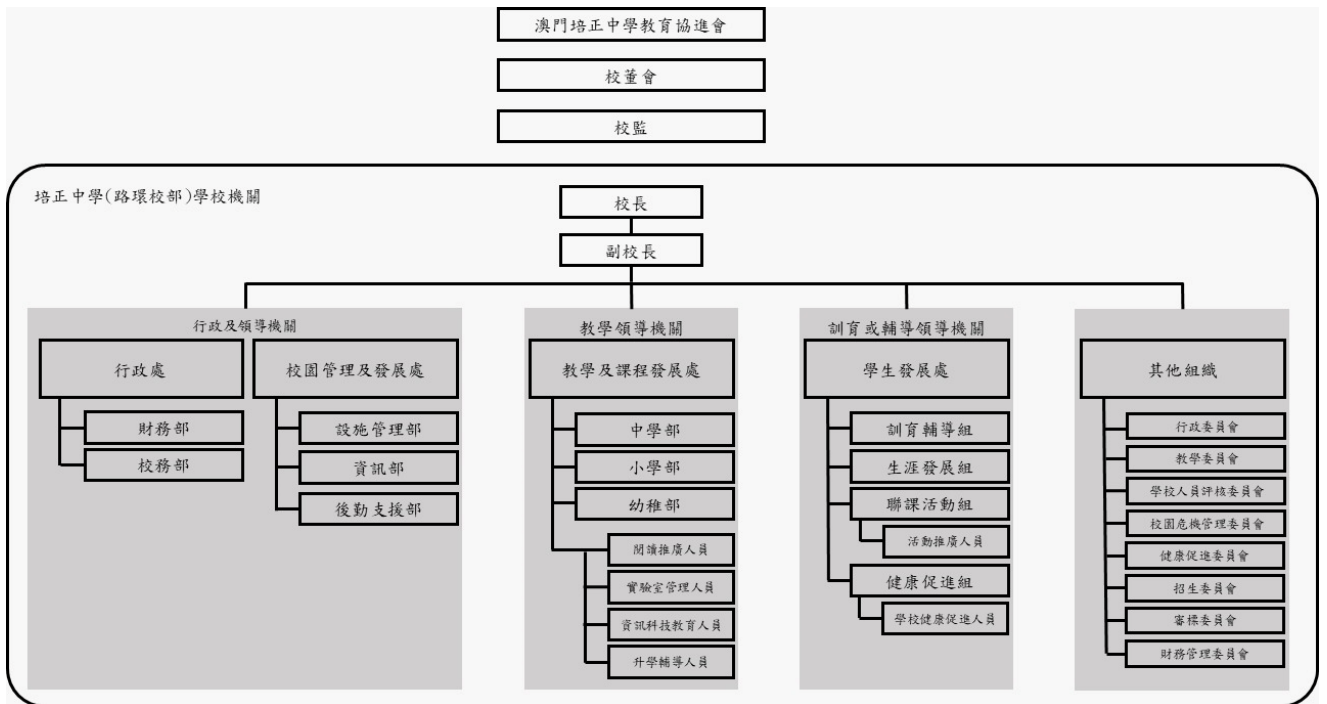 澳門培正中學教育協進會
校董會
校監
培正中學(路環校部)學校機關
校長
副校長
行政及領導機關
行政處
財務部
校務部
校園管理及發展處
設施管理部
資訊部
後勤支援部
教學領導機關
教學及課程發展處
中學部
小學部
幼稚部
閱讀推廣人員
實驗室管理人員
資訊科技教育人員
升學輔導人員
訓育或輔導領導機關
學生發展處
訓育輔導組
生涯發展組
聯課活動組
活動推廣人員
健康促進組
學校健康促進人員
其他組織
行政委員會
教學委員會
學校人員評核委員會
校園危機管理委員會
健康促進委員會
招生委員會
審標委員會
財務管理委員會